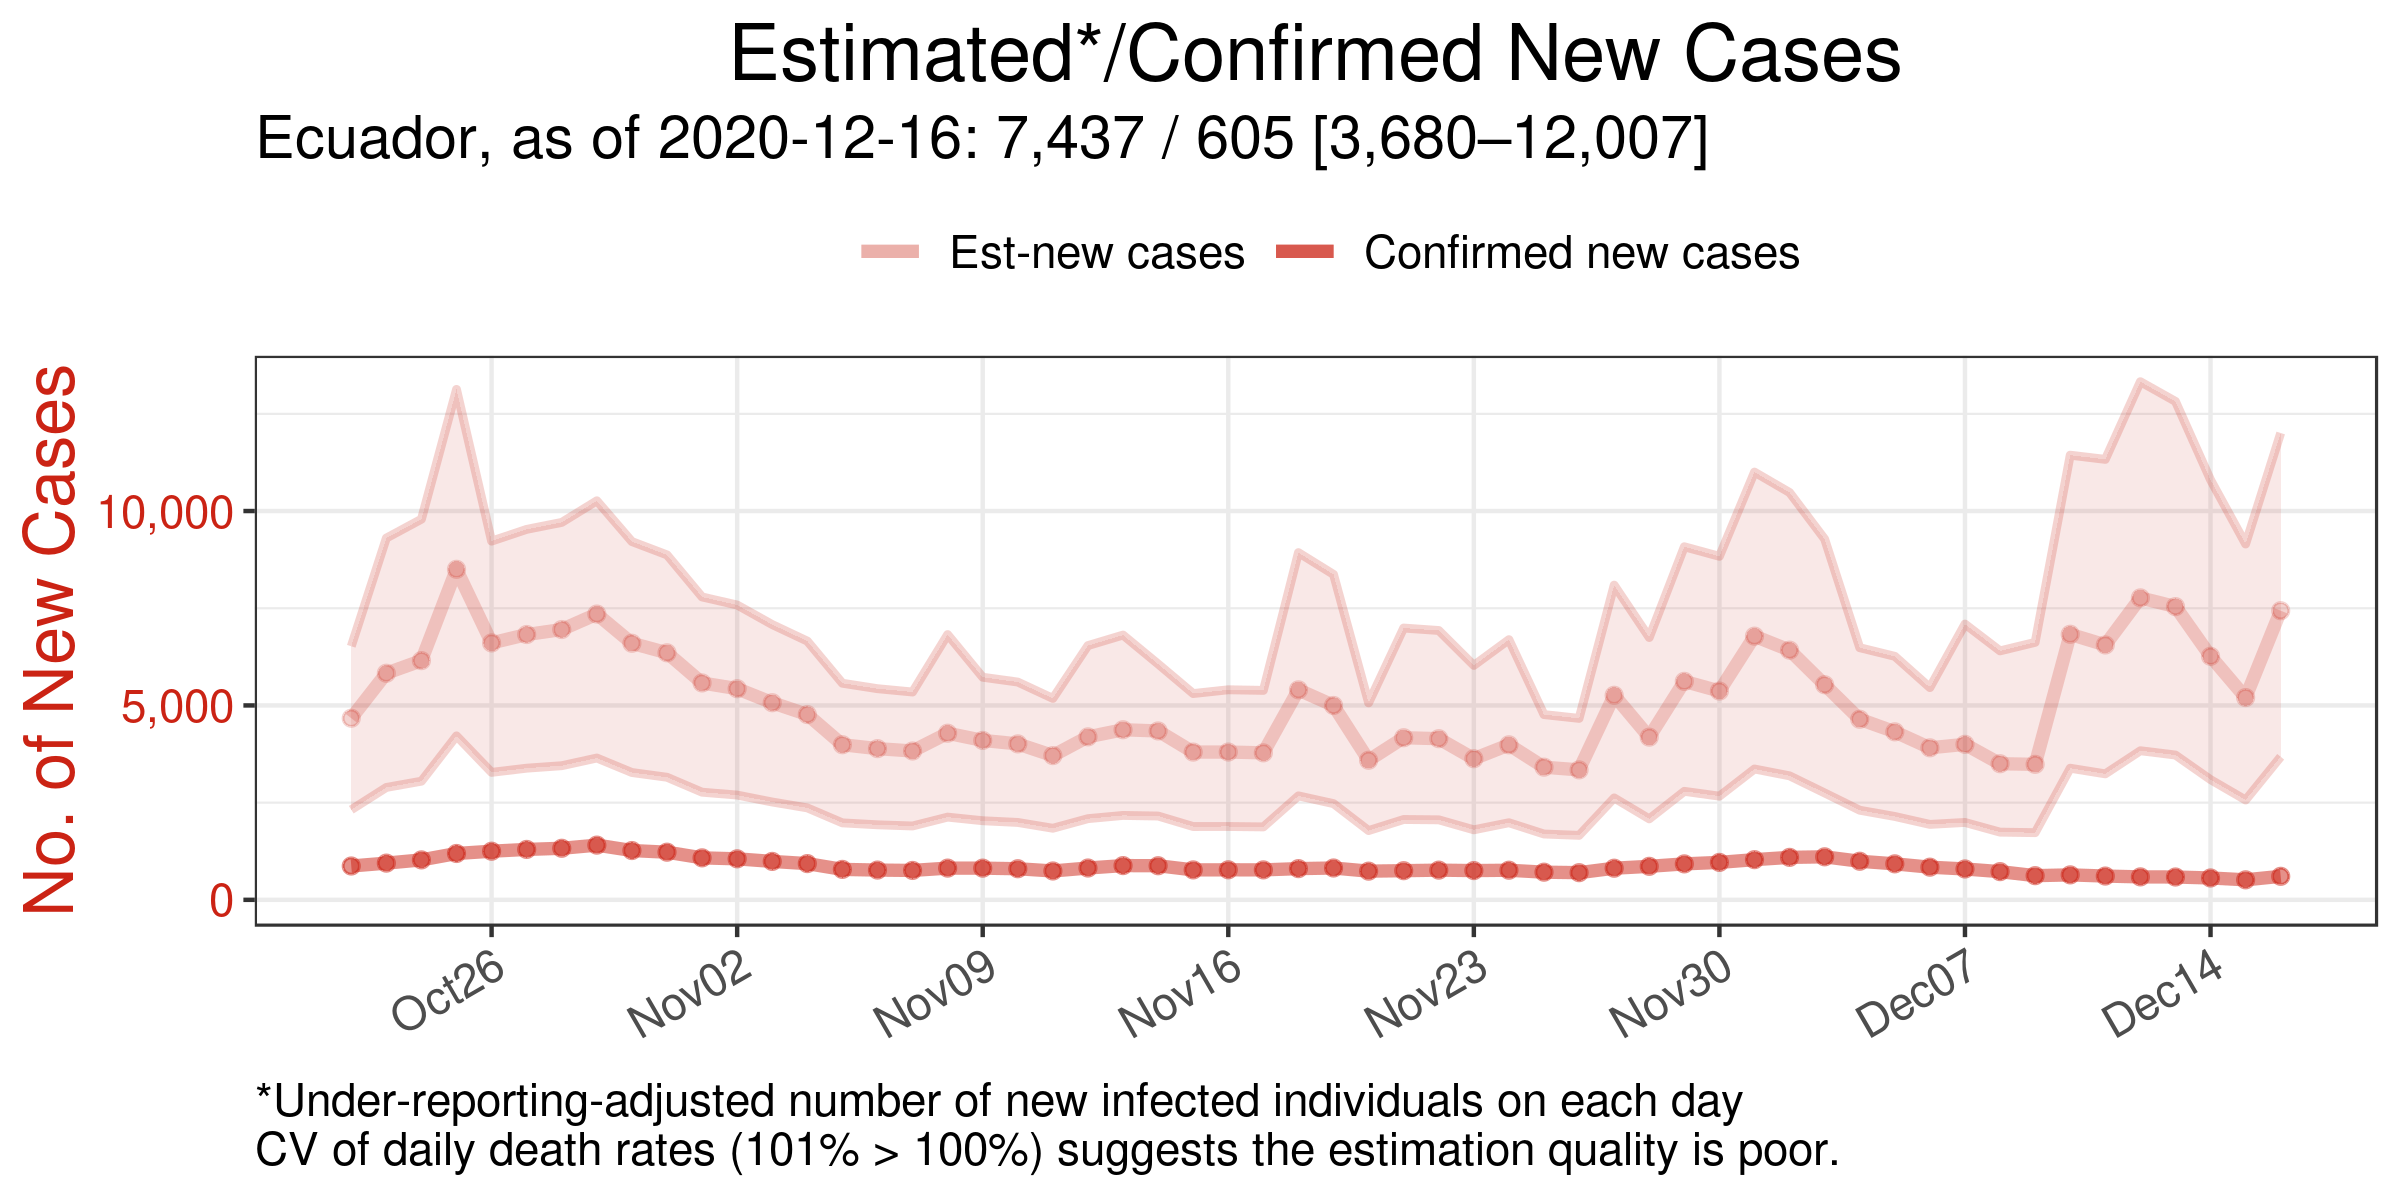 Estimated*/Confirmed New Cases
Ecuador, as of 2020-12-16: 7,437 / 605 [3,680–12,007]
Est-new cases
Confirmed new cases
No. of New Cases
10,000
5,000
0
Oct26
Nov02
Nov09
Nov16
Nov23
Nov30
Dec07
Dec14
*Under-reporting-adjusted number of new infected individuals on each day
CV of daily death rates (101% > 100%) suggests the estimation quality is poor.